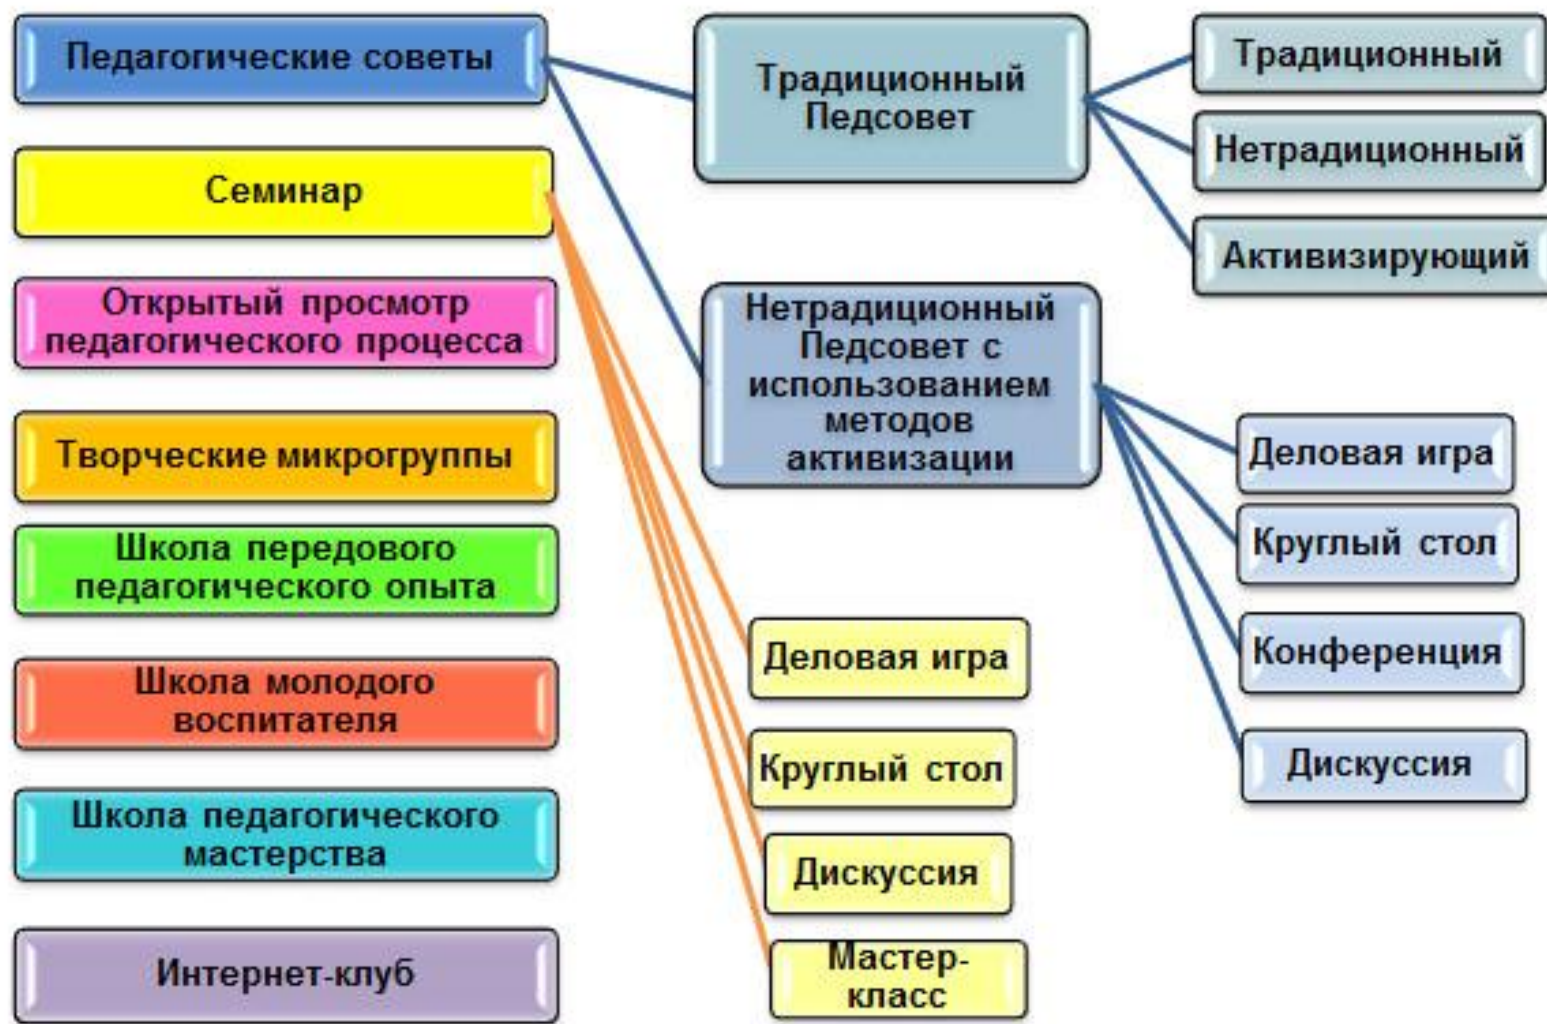 Педагогические советы
Семинар
Открытый просмотр
педагогического процесса
Творческие микрогруппы
Школа передового
педагогического опыта
Школа молодого
воспитателя
Школа педагогического
мастерства
Интернет-клуб
Традиционный
Педсовет
Нетрадиционный
Педсовет с
использованием
методов
активизации
Деловая игра
Круглый стол
Дискуссия
Мастер-
класс
Традиционный
Нетрадиционный
Активизирующий
Деловая игра
Круглый стол
Конференция
Дискуссия